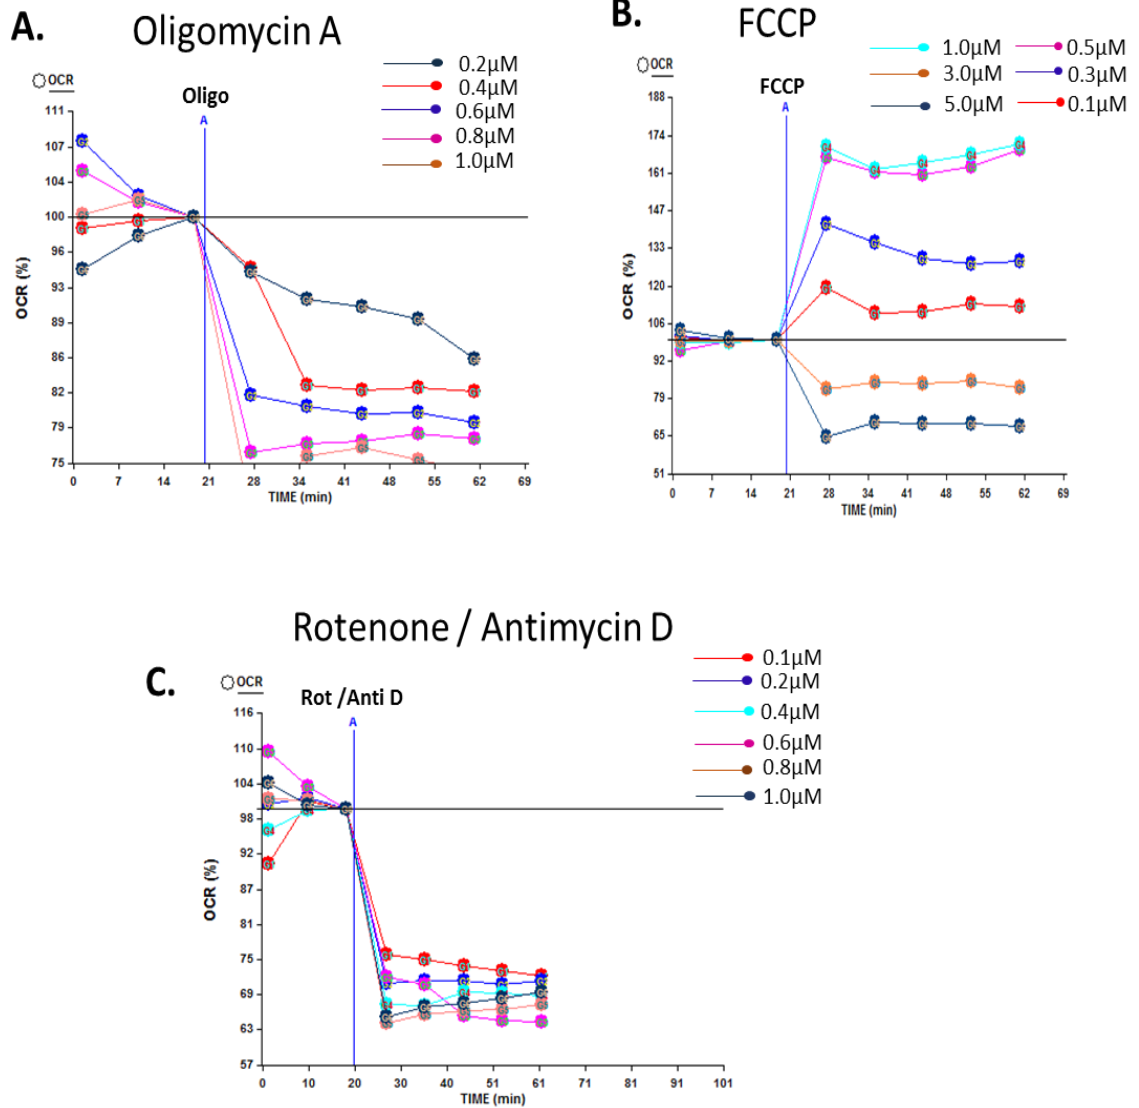 A.
Oligomycin A
OCR
Oligo
A
0.2µM
0.4µM
0.6µM
0.8µM
1.0µM
111
107
104
100
96
93
89
86
82
79
75
OCR (%)
0 7 14 21 28 34 41 48 55 62 69
TIME (min)
B.
FCCP
OCR
FCCP
A
1.0µM 0.5µM
3.0µM 0.3µM
5.0µM 0.1µM
188
174
161
147
133
120
106
92
79
65
51
OCR (%)
0 7 14 21 28 34 41 48 55 62 69
TIME (min)
Rotenone / Antimycin D
C.
OCR
Rot /Anti D
A
0.1µM
0.2µM
0.4µM
0.6µM
0.8µM
1.0µM
116
110
104
98
92
87
81
75
69
63
57
OCR (%)
0 10 20 30 40 51 61 71 81 91 101
TIME (min)